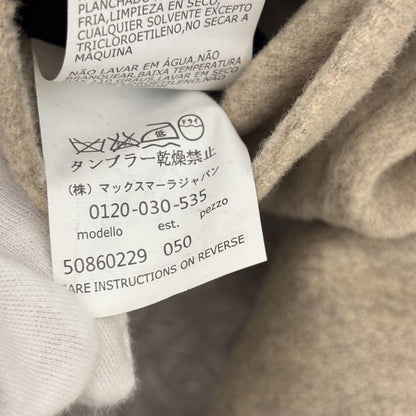 PLANCHADO
FRIA,LIMPIEZA EN SECO,
CUALQUIER SOLVENTE EXCEPTO
TRICLOROETILENO,NO SECAR A
MÁQUINA
NÃO LAVAR EM ÁGUA,NÃO
BRANQUEAR,BAIXA TEMPERATURA
低
ドライ
タンブラー乾燥禁止
(株) マックスマーラジャパン
0120-030-535
modello est. pezzo
50860229 050
CARE INSTRUCTIONS ON REVERSE